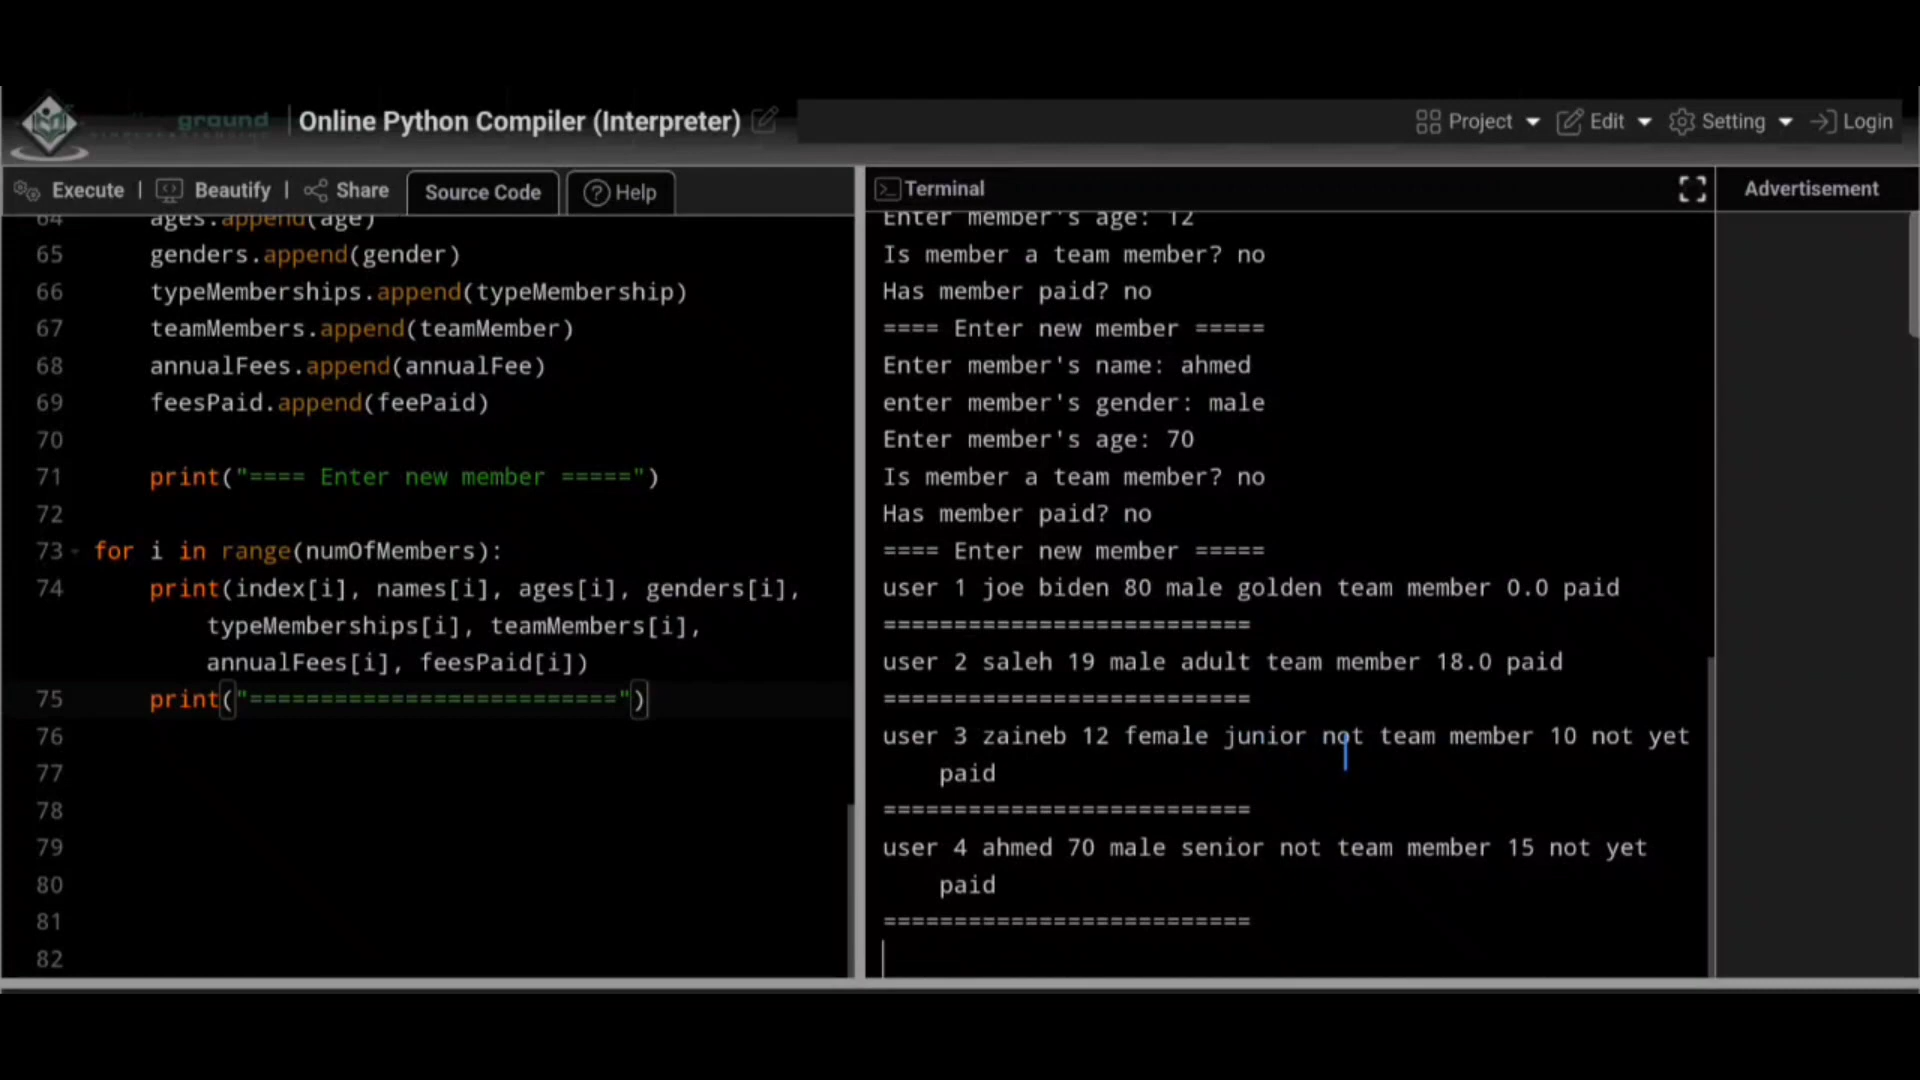 ground
Online Python Compiler (Interpreter)
Project
Edit
Setting
Login
Execute | Beautify | Share Source Code Help
64 ages.append(age)
65 genders.append(gender)
66 typeMemberships.append(typeMembership)
67 teamMembers.append(teamMember)
68 annualFees.append(annualFee)
69 feesPaid.append(feePaid)
70
71 print("==== Enter new member =====")
72
73 for i in range(numOfMembers):
74 print(index[i], names[i], ages[i], genders[i],
typeMemberships[i], teamMembers[i],
annualFees[i], feesPaid[i])
75 print("==========================")
76
77
78
79
80
81
82
Terminal
Enter member's age: 12
Is member a team member? no
Has member paid? no
==== Enter new member =====
Enter member's name: ahmed
enter member's gender: male
Enter member's age: 70
Is member a team member? no
Has member paid? no
==== Enter new member =====
user 1 joe biden 80 male golden team member 0.0 paid
==========================
user 2 saleh 19 male adult team member 18.0 paid
==========================
user 3 zaineb 12 female junior not team member 10 not yet
paid
==========================
user 4 ahmed 70 male senior not team member 15 not yet
paid
==========================
Advertisement